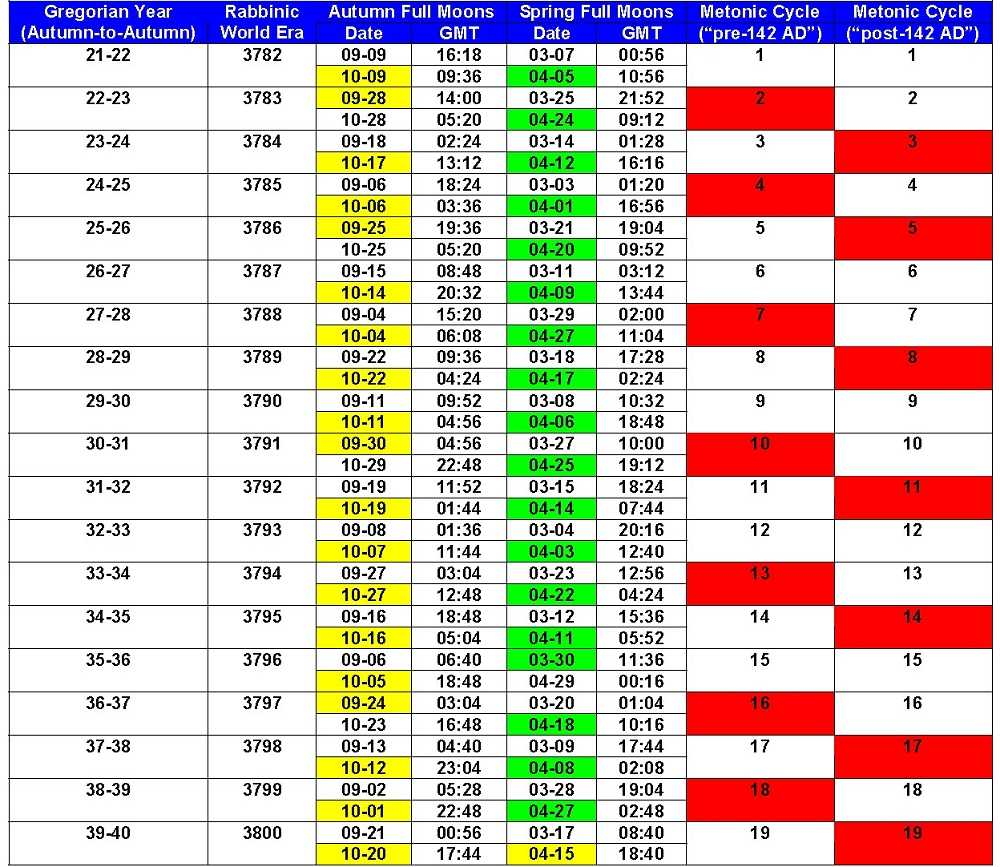 Gregorian Year Rabbinic Autumn Full Moons Spring Full Moons Metonic Cycle Metonic Cycle
(Autumn-to-Autumn) World Era Date GMT Date GMT (“pre-142 AD”) (“post-142 AD”)
21-22 3782 09-09 16:18 03-07 00:56 1 1
10-09 09:36 04-05 10:56
22-23 3783 09-28 14:00 03-25 21:52 2 2
10-28 05:20 04-24 09:12
23-24 3784 09-18 02:24 03-14 01:28 3 3
10-17 13:12 04-12 16:16
24-25 3785 09-06 18:24 03-03 01:20 4 4
10-06 03:36 04-01 16:56
25-26 3786 09-25 19:36 03-21 19:04 5 5
10-25 05:20 04-20 09:52
26-27 3787 09-15 08:48 03-11 03:12 6 6
10-14 20:32 04-09 13:44
27-28 3788 09-04 15:20 03-29 02:00 7 7
10-04 06:08 04-27 11:04
28-29 3789 09-22 09:36 03-18 17:28 8 8
10-22 04:24 04-17 02:24
29-30 3790 09-11 09:52 03-08 10:32 9 9
10-11 04:56 04-06 18:48
30-31 3791 09-30 04:56 03-27 10:00 10 10
10-29 22:48 04-25 19:12
31-32 3792 09-19 11:52 03-15 18:24 11 11
10-19 01:44 04-14 07:44
32-33 3793 09-08 01:36 03-04 20:16 12 12
10-07 11:44 04-03 12:40
33-34 3794 09-27 03:04 03-23 12:56 13 13
10-27 12:48 04-22 04:24
34-35 3795 09-16 18:48 03-12 15:36 14 14
10-16 05:04 04-11 05:52
35-36 3796 09-06 06:40 03-30 11:36 15 15
10-05 18:48 04-29 00:16
36-37 3797 09-24 03:04 03-20 01:04 16 16
10-23 16:48 04-18 10:16
37-38 3798 09-13 04:40 03-09 17:44 17 17
10-12 23:04 04-08 02:08
38-39 3799 09-02 05:28 03-28 19:04 18 18
10-01 22:48 04-27 02:48
39-40 3800 09-21 00:56 03-17 08:40 19 19
10-20 17:44 04-15 18:40